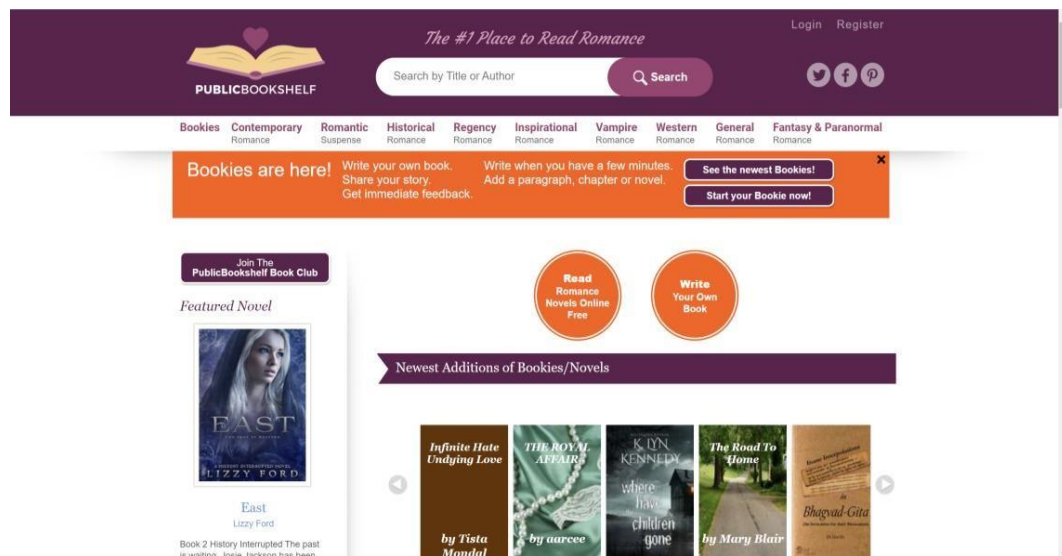 Login Register
The #1 Place to Read Romance
Search by Title or Author
Search
PUBLICBOOKSHELF
Bookies
Contemporary
Romance
Romantic
Suspense
Historical
Romance
Regency
Romance
Inspirational
Romance
Vampire
Romance
Western
Romance
General
Romance
Fantasy & Paranormal
Romance
Bookies are here!
Write your own book.
Share your story.
Get immediate feedback.
Write when you have a few minutes.
Add a paragraph, chapter or novel.
See the newest Bookies!
Start your Bookie now!
Join The
PublicBookshelf Book Club
Featured Novel
EAST
LIZZY FORD
East
Lizzy Ford
Book 2 History Interrupted The past
is waiting. Josie Jackson has been
Read
Romance
Novels Online
Free
Write
Your Own
Book
Newest Additions of Bookies/Novels
Infinite Hate
Undying Love
by Tista
Mondal
THE ROYAL
AFFAIR
by aarcee
K LYN
KENNEDY
where
have
children
gone
The Road To
Home
by Mary Blair
Bhagvad-Gita